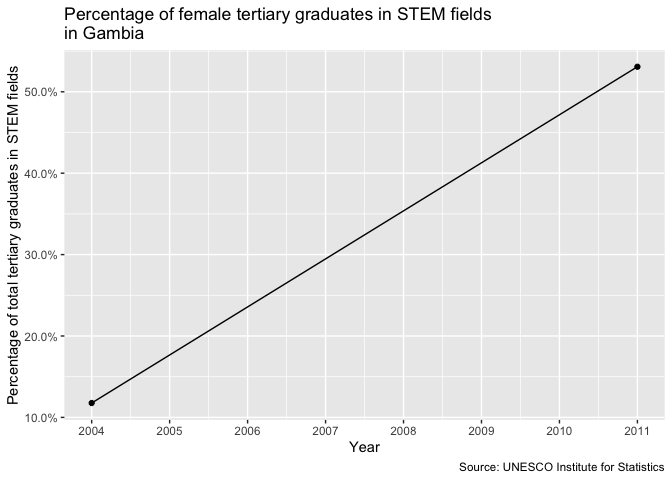 Percentage of female tertiary graduates in STEM fields
in Gambia
Percentage of total tertiary graduates in STEM fields
50.0%
40.0%
30.0%
20.0%
10.0%
2004 2005 2006 2007 2008 2009 2010 2011
Year
Source: UNESCO Institute for Statistics